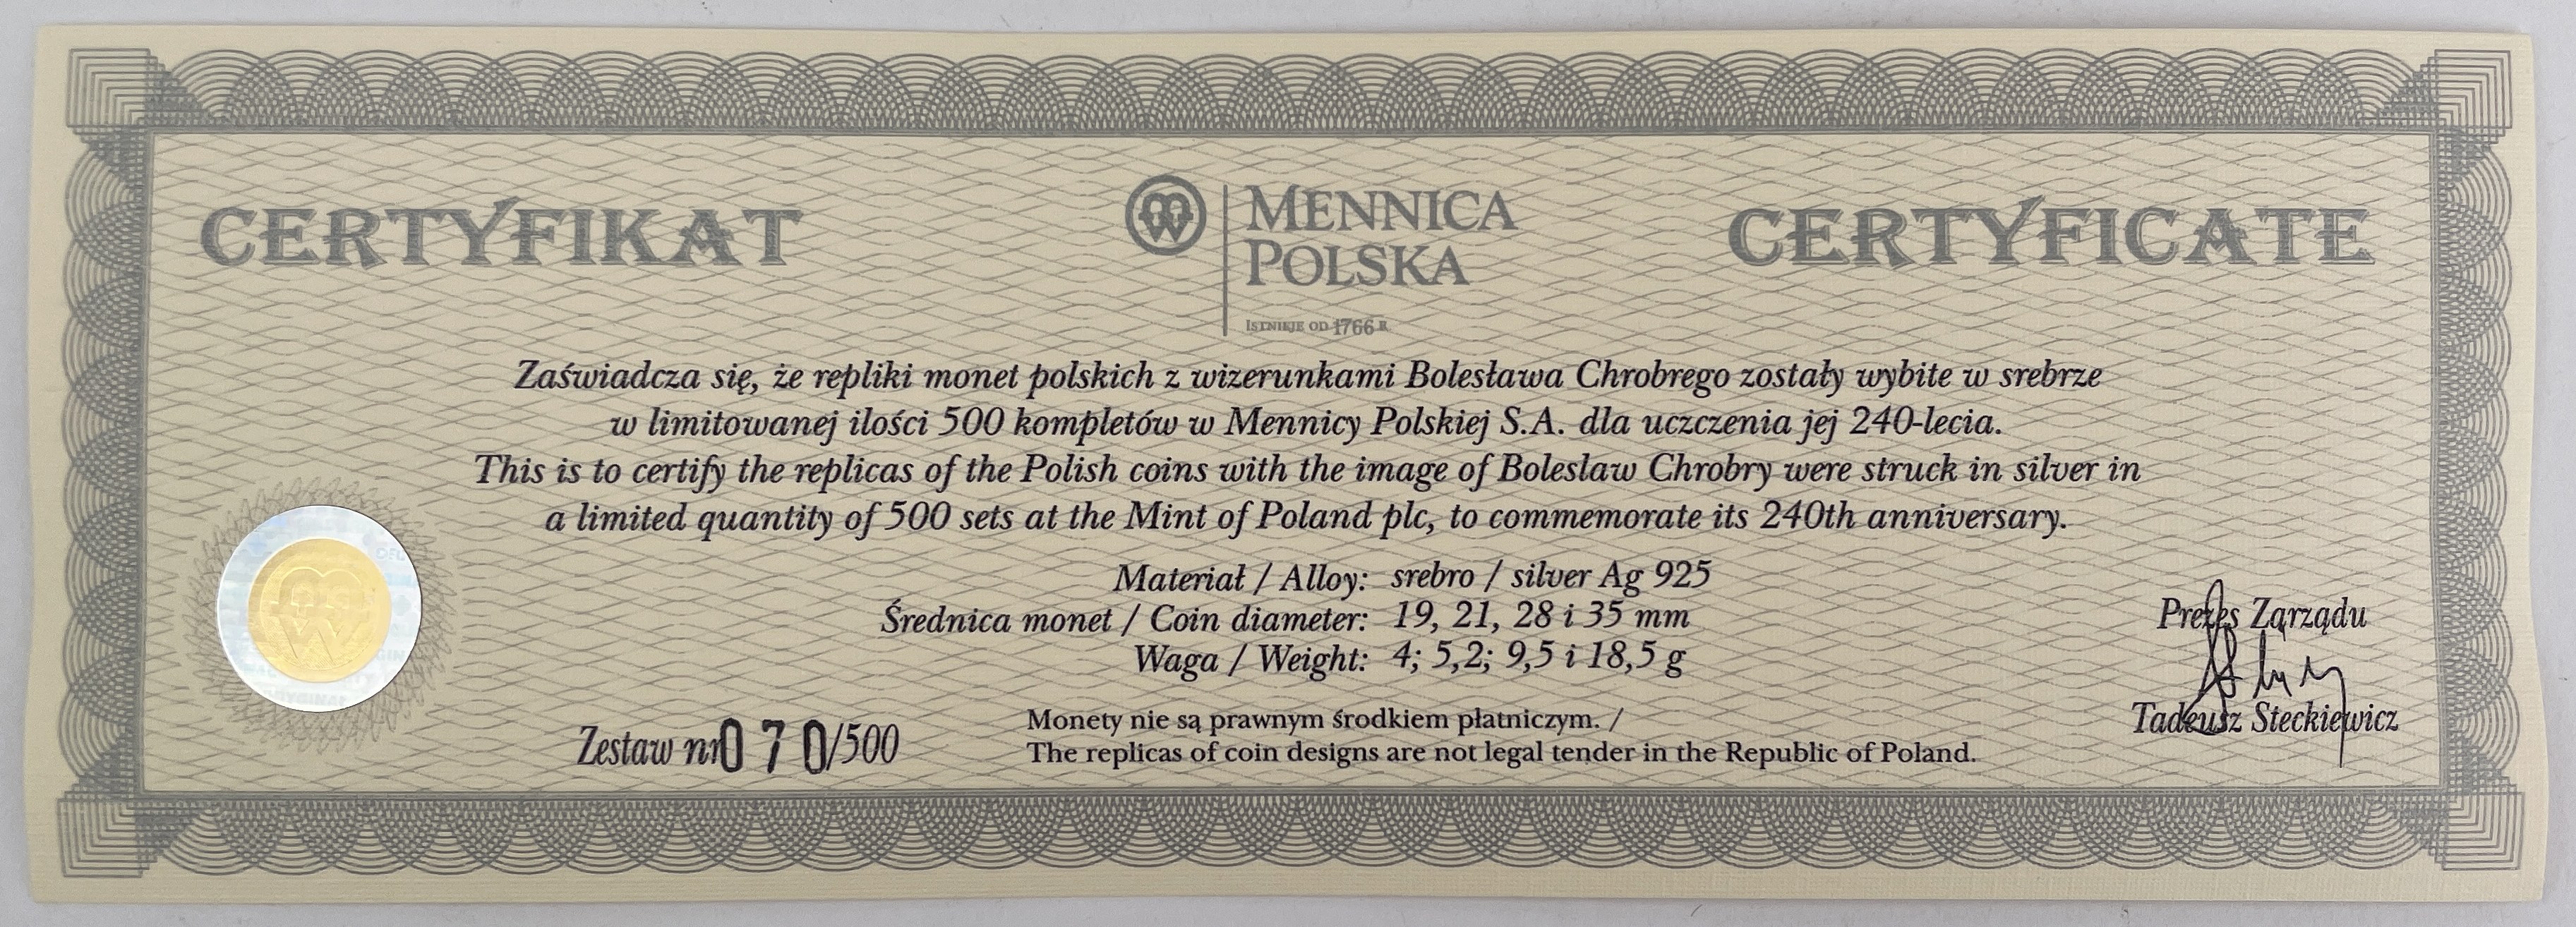 CERTYFIKAT
MENNICA
POLSKA
ISTNIEJE OD 1766 R
CERTYFICATE
Zaświadcza się, że repliki monet polskich z wizerunkami Bolesława Chrobrego zostały wybite w srebrze
w limitowanej ilości 500 kompletów w Mennicy Polskiej S.A. dla uczczenia jej 240-lecia.
This is to certify the replicas of the Polish coins with the image of Boleslaw Chrobry were struck in silver in
a limited quantity of 500 sets at the Mint of Poland plc, to commemorate its 240th anniversary.
Materiał / Alloy: srebro / silver Ag 925
Średnica monet / Coin diameter: 19, 21, 28 i 35 mm
Waga / Weight: 4; 5,2; 9,5 i 18,5 g
Zestaw nr 070/500
Monety nie są prawnym środkiem płatniczym. /
The replicas of coin designs are not legal tender in the Republic of Poland.
Prezes Zarządu
Tadeusz Steckiewicz